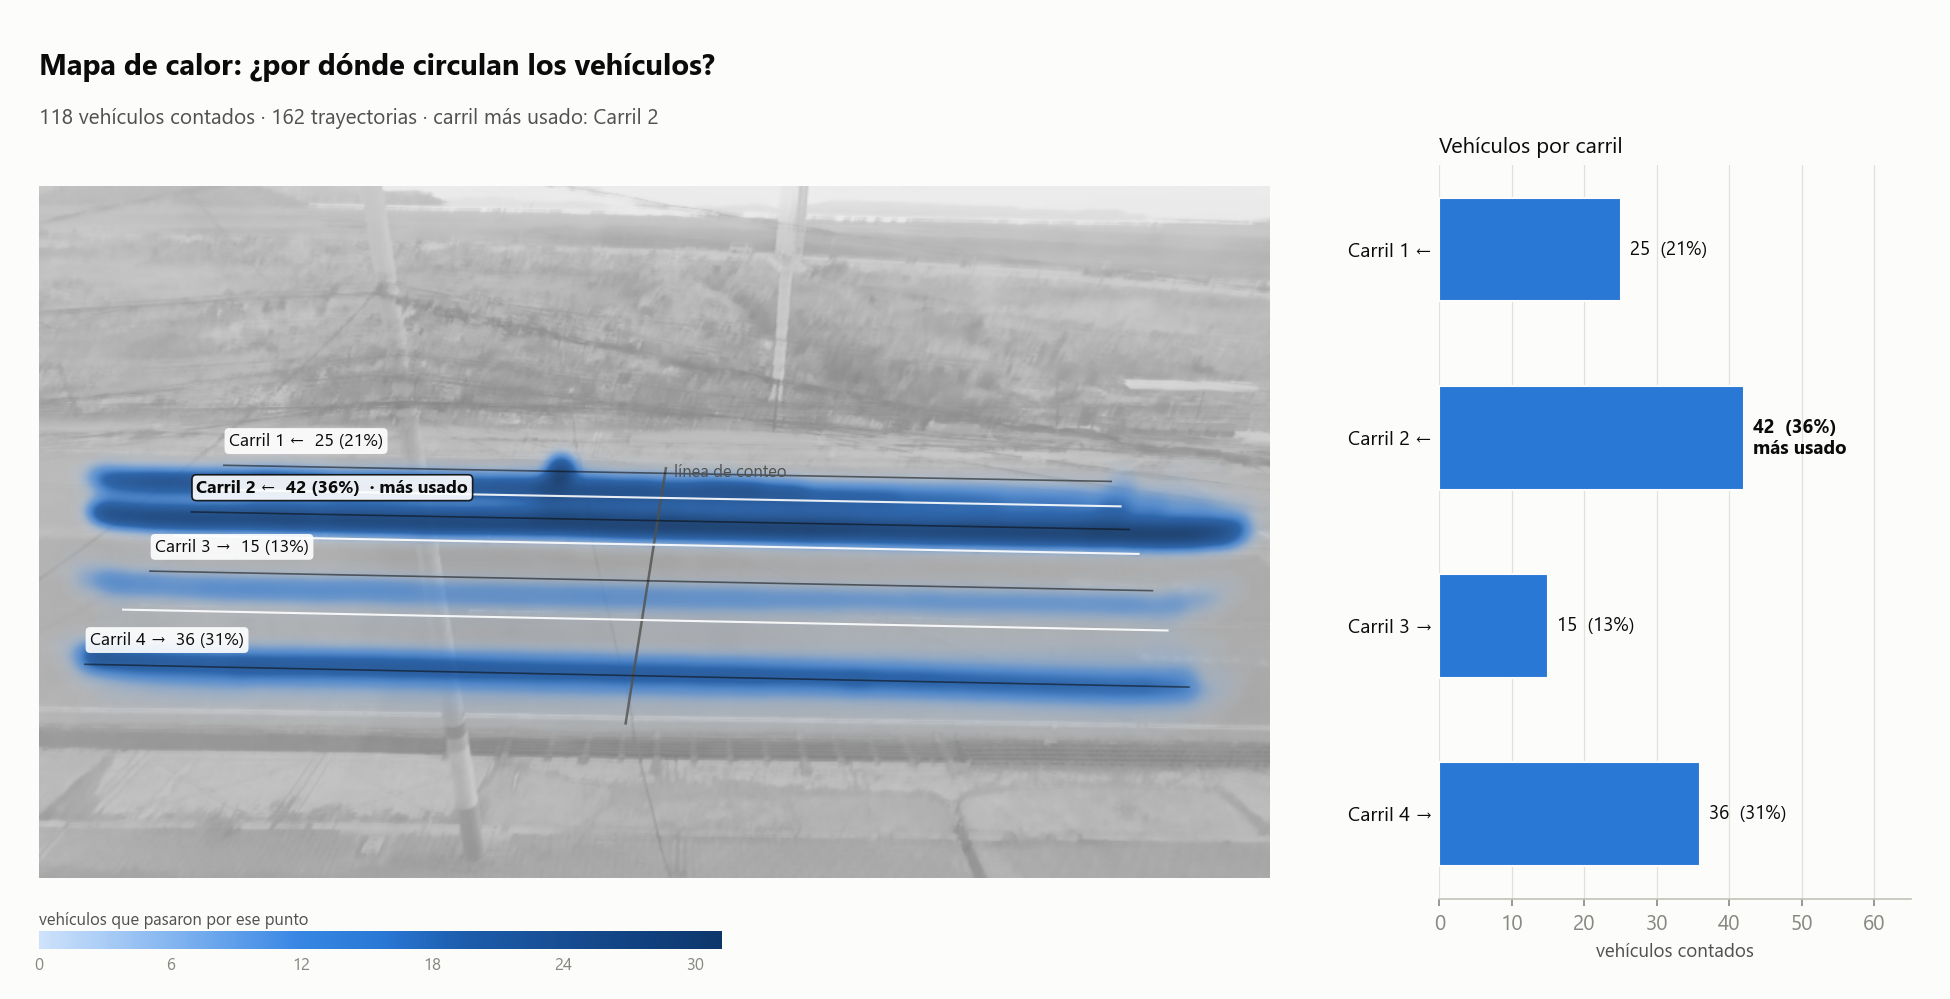 Mapa de calor: ¿por dónde circulan los vehículos?
118 vehículos contados · 162 trayectorias · carril más usado: Carril 2
Carril 1 ← 25 (21%)
línea de conteo
Carril 2 ← 42 (36%) · más usado
Carril 3 → 15 (13%)
Carril 4 → 36 (31%)
vehículos que pasaron por ese punto
0 6 12 18 24 30
Vehículos por carril
Carril 1 ← 25 (21%)
Carril 2 ← 42 (36%)
más usado
Carril 3 → 15 (13%)
Carril 4 → 36 (31%)
0 10 20 30 40 50 60
vehículos contados